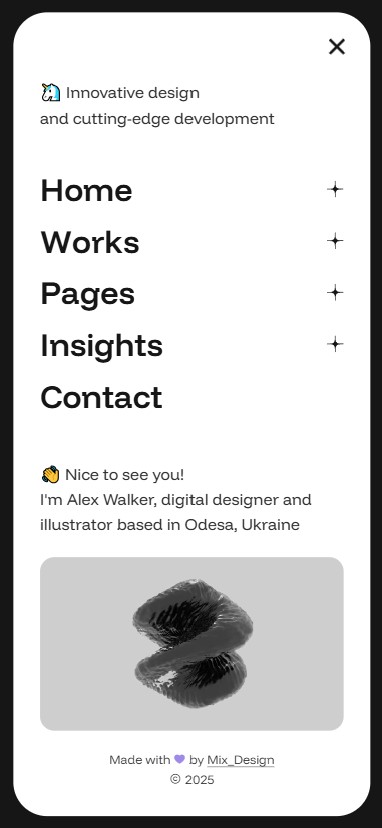 🦄 Innovative design
and cutting-edge development
Home
Works
Pages
Insights
Contact
👋 Nice to see you!
I'm Alex Walker, digital designer and
illustrator based in Odesa, Ukraine
Made with 💜 by Mix_Design
© 2025